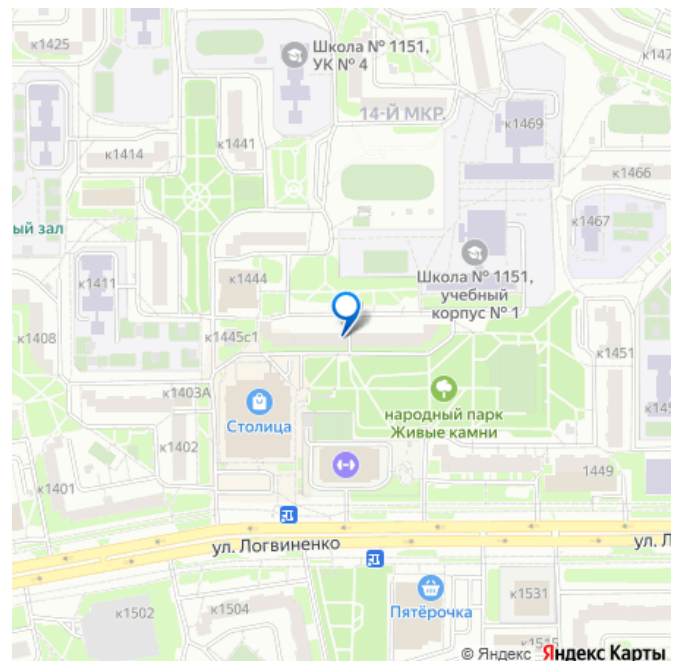 к1425
Школа № 1151,
УК № 4
к147
14-Й МКР.
к1469
к1441
к1414
к1466
к1467
ый зал
Школа № 1151,
учебный
корпус № 1
к1444
к1411
к1408
к1445с1
к1451
к1403А
народный парк
Живые камни
к145
Столица
к1402
1449
к1401
ул. Логвиненко
ул. Л
к1502
к1504
Пятёрочка
к1531
к1515
© Яндекс Яндекс Карты